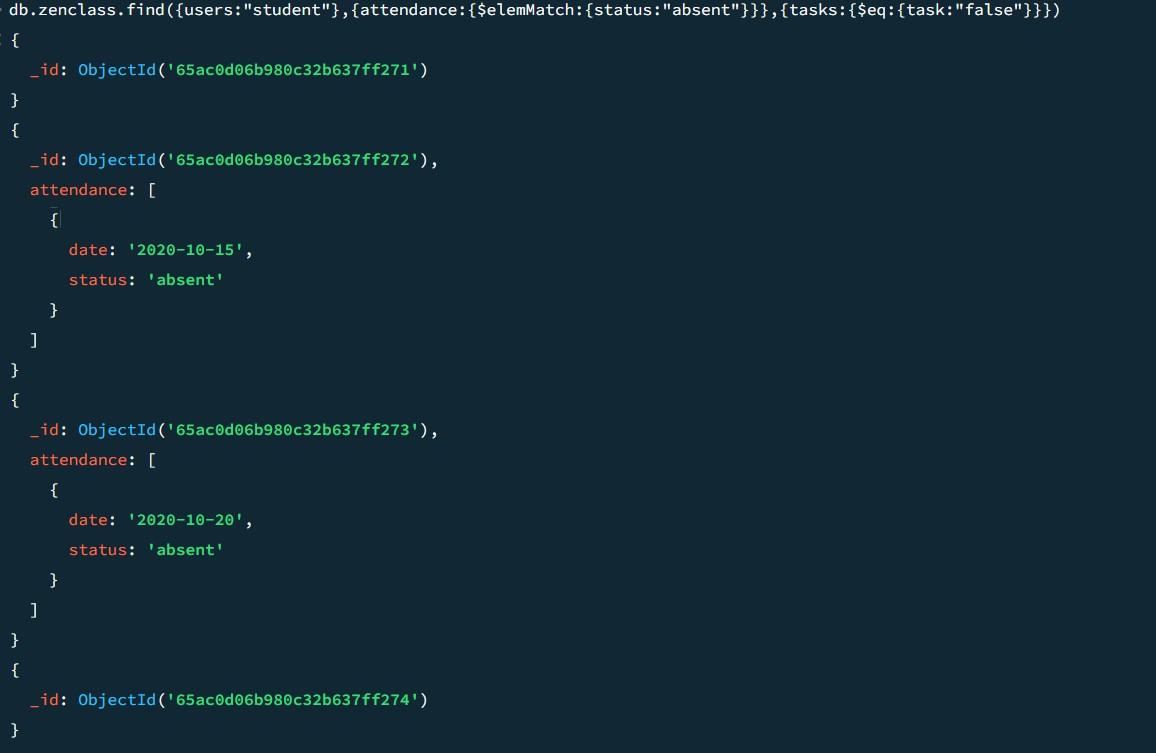 db.zenclass.find({users:"student"},{attendance:{$elemMatch:{status:"absent"}}},{tasks:{$eq:{task:"false"}}})
{
  _id: ObjectId('65ac0d06b980c32b637ff271')
}
{
  _id: ObjectId('65ac0d06b980c32b637ff272'),
  attendance: [
    {
      date: '2020-10-15',
      status: 'absent'
    }
  ]
}
{
  _id: ObjectId('65ac0d06b980c32b637ff273'),
  attendance: [
    {
      date: '2020-10-20',
      status: 'absent'
    }
  ]
}
{
  _id: ObjectId('65ac0d06b980c32b637ff274')
}